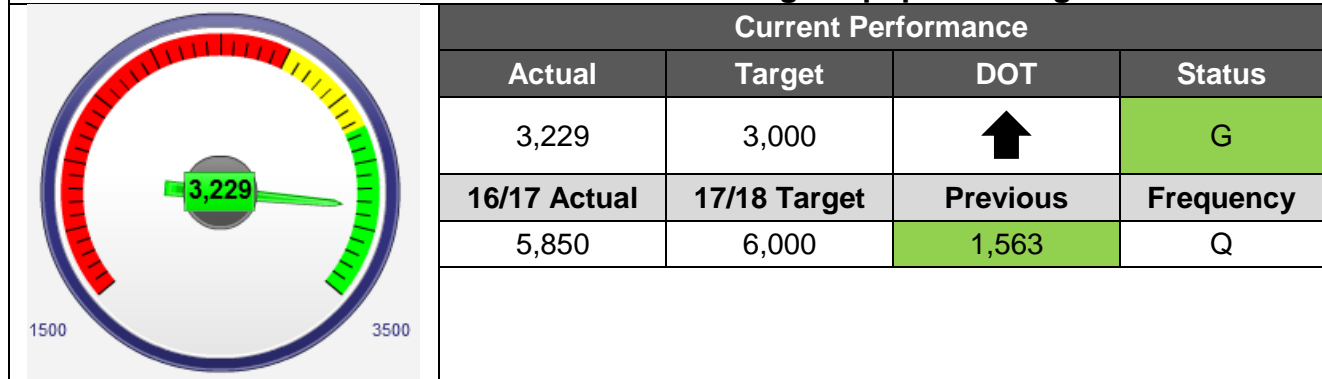 Current Performance
Actual Target DOT Status
3,229 3,000 G
16/17 Actual 17/18 Target Previous Frequency
5,850 6,000 1,563 Q
3,229
1500 3500